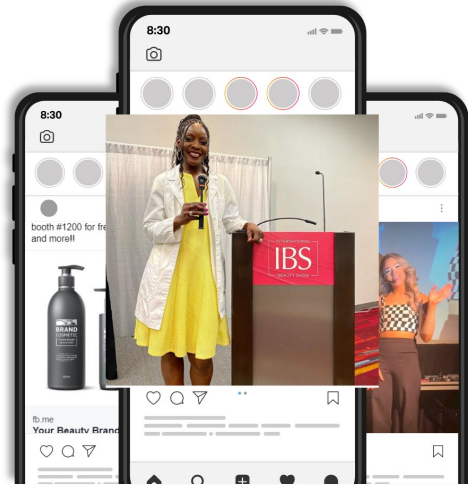 8:30
8:30
booth #1200 for fre
and more!!
BRAND
COSMETIC
fb.me
Your Beauty Brand
INTERNATIONAL
IBS
BEAUTY SHOW